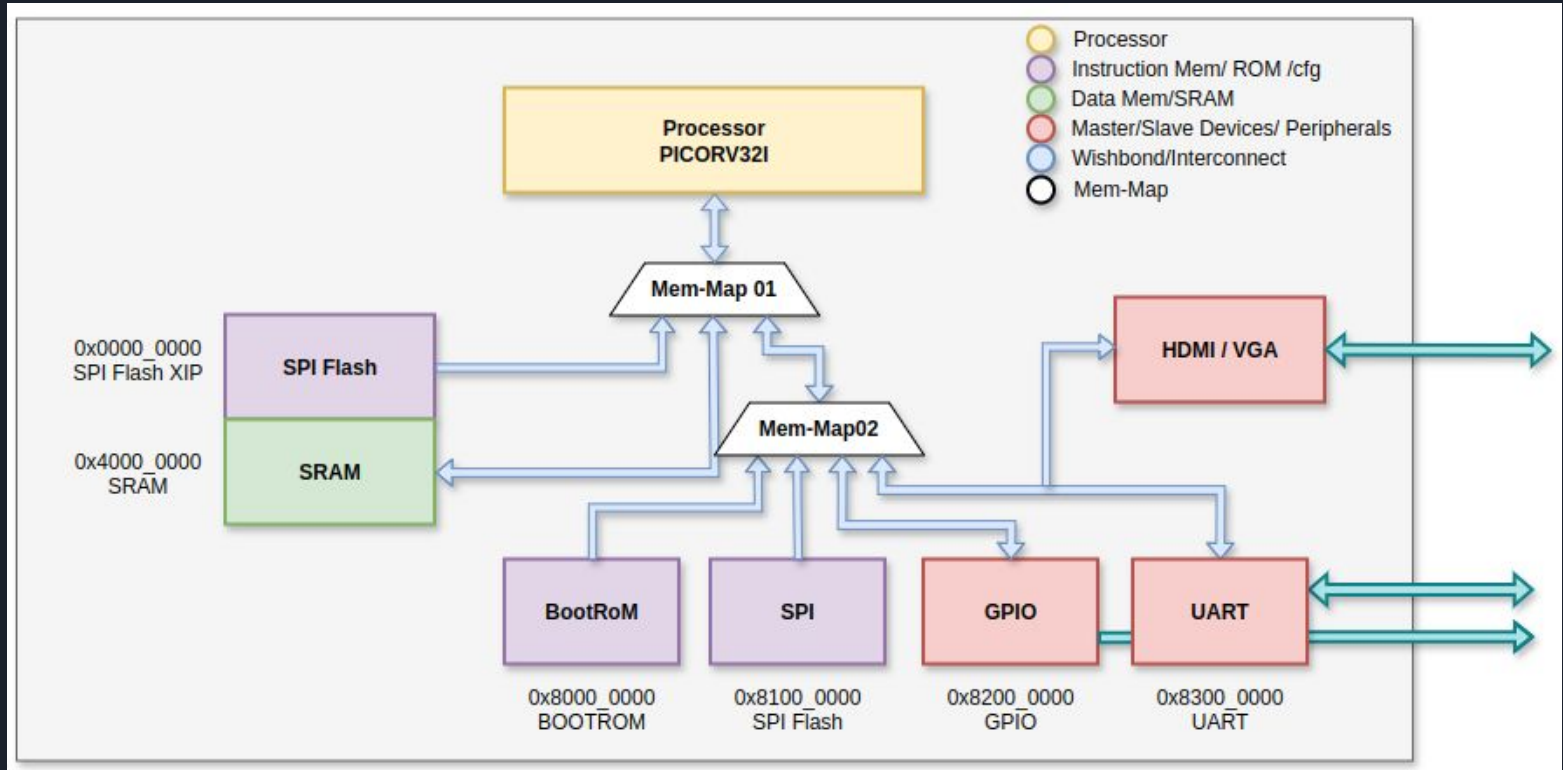 Processor
Instruction Mem/ ROM /cfg
Data Mem/SRAM
Master/Slave Devices/ Peripherals
Wishbond/Interconnect
Mem-Map
Processor
PICORV32I
Mem-Map 01
HDMI / VGA
0x0000_0000
SPI Flash XIP
SPI Flash
Mem-Map02
0x4000_0000
SRAM
SRAM
BootRoM
SPI
GPIO
UART
0x8000_0000
BOOTROM
0x8100_0000
SPI Flash
0x8200_0000
GPIO
0x8300_0000
UART